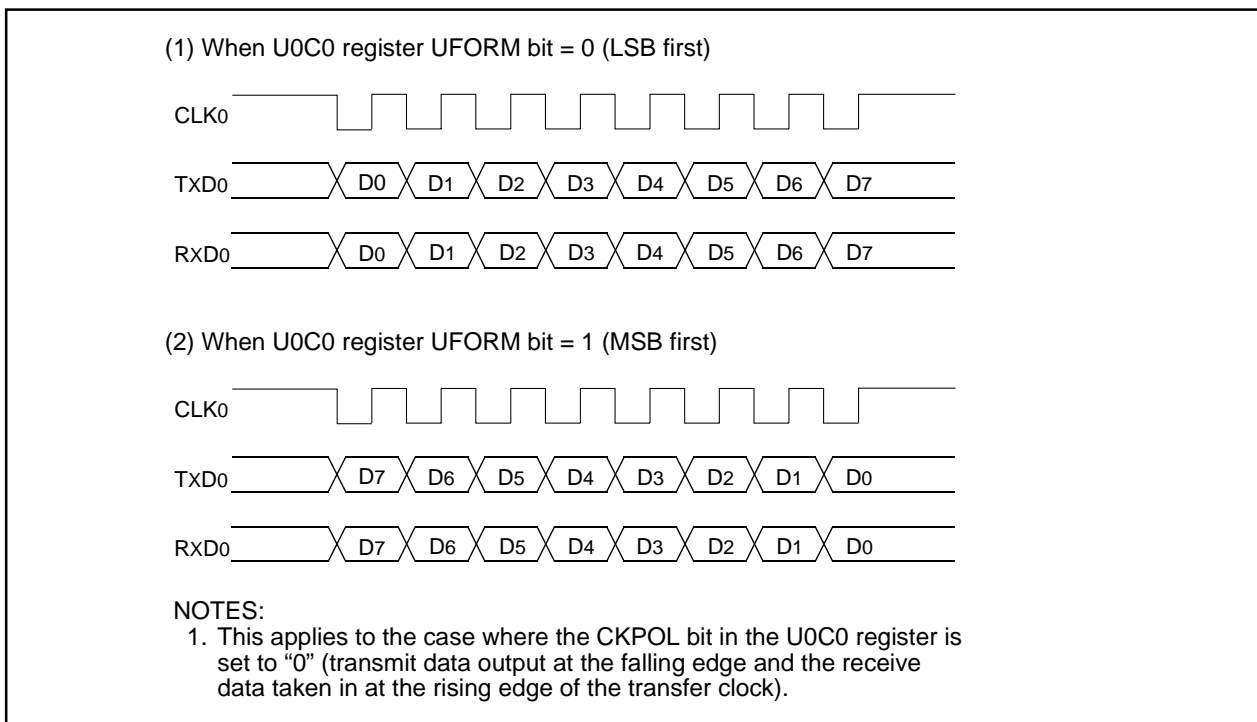 (1) When U0C0 register UFORM bit = 0 (LSB first)
CLK0
TXD0 D0 D1 D2 D3 D4 D5 D6 D7
RXD0 D0 D1 D2 D3 D4 D5 D6 D7
(2) When U0C0 register UFORM bit = 1 (MSB first)
CLK0
TXD0 D7 D6 D5 D4 D3 D2 D1 D0
RXD0 D7 D6 D5 D4 D3 D2 D1 D0
NOTES:
1. This applies to the case where the CKPOL bit in the U0C0 register is
set to “0” (transmit data output at the falling edge and the receive
data taken in at the rising edge of the transfer clock).